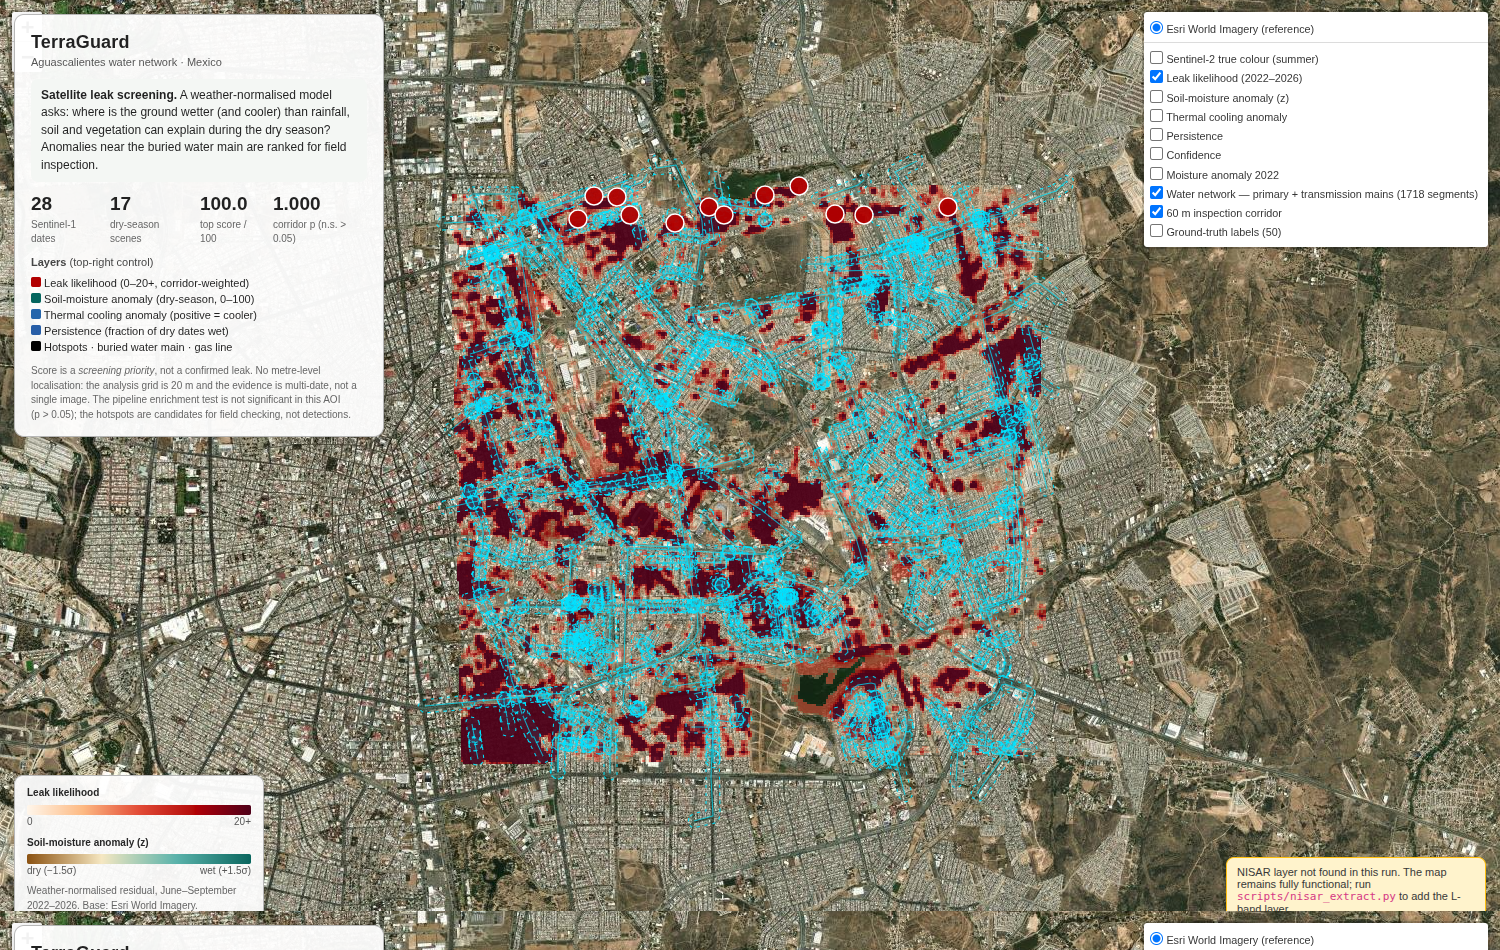 TerraGuard
Aguascalientes water network · Mexico
Satellite leak screening. A weather-normalised model
asks: where is the ground wetter (and cooler) than rainfall,
soil and vegetation can explain during the dry season?
Anomalies near the buried water main are ranked for field
inspection.
28 17 100.0 1.000
Sentinel-1 dry-season top score / corridor p (n.s. >
dates scenes 100 0.05)
Layers (top-right control)
Leak likelihood (0–20+, corridor-weighted)
Soil-moisture anomaly (dry-season, 0–100)
Thermal cooling anomaly (positive = cooler)
Persistence (fraction of dry dates wet)
Hotspots · buried water main · gas line
Score is a screening priority, not a confirmed leak. No metre-level
localisation: the analysis grid is 20 m and the evidence is multi-date, not a
single image. The pipeline enrichment test is not significant in this AOI
(p > 0.05); the hotspots are candidates for field checking, not detections.
Esri World Imagery (reference)
Sentinel-2 true colour (summer)
Leak likelihood (2022–2026)
Soil-moisture anomaly (z)
Thermal cooling anomaly
Persistence
Confidence
Moisture anomaly 2022
Water network — primary + transmission mains (1718 segments)
60 m inspection corridor
Ground-truth labels (50)
Leak likelihood
0 20+
Soil-moisture anomaly (z)
dry (−1.5σ) wet (+1.5σ)
Weather-normalised residual, June–September
2022–2026. Base: Esri World Imagery.
NISAR layer not found in this run. The map
remains fully functional; run
scripts/nisar_extract.py to add the L-
band layer.
TerraGuard
Esri World Imagery (reference)